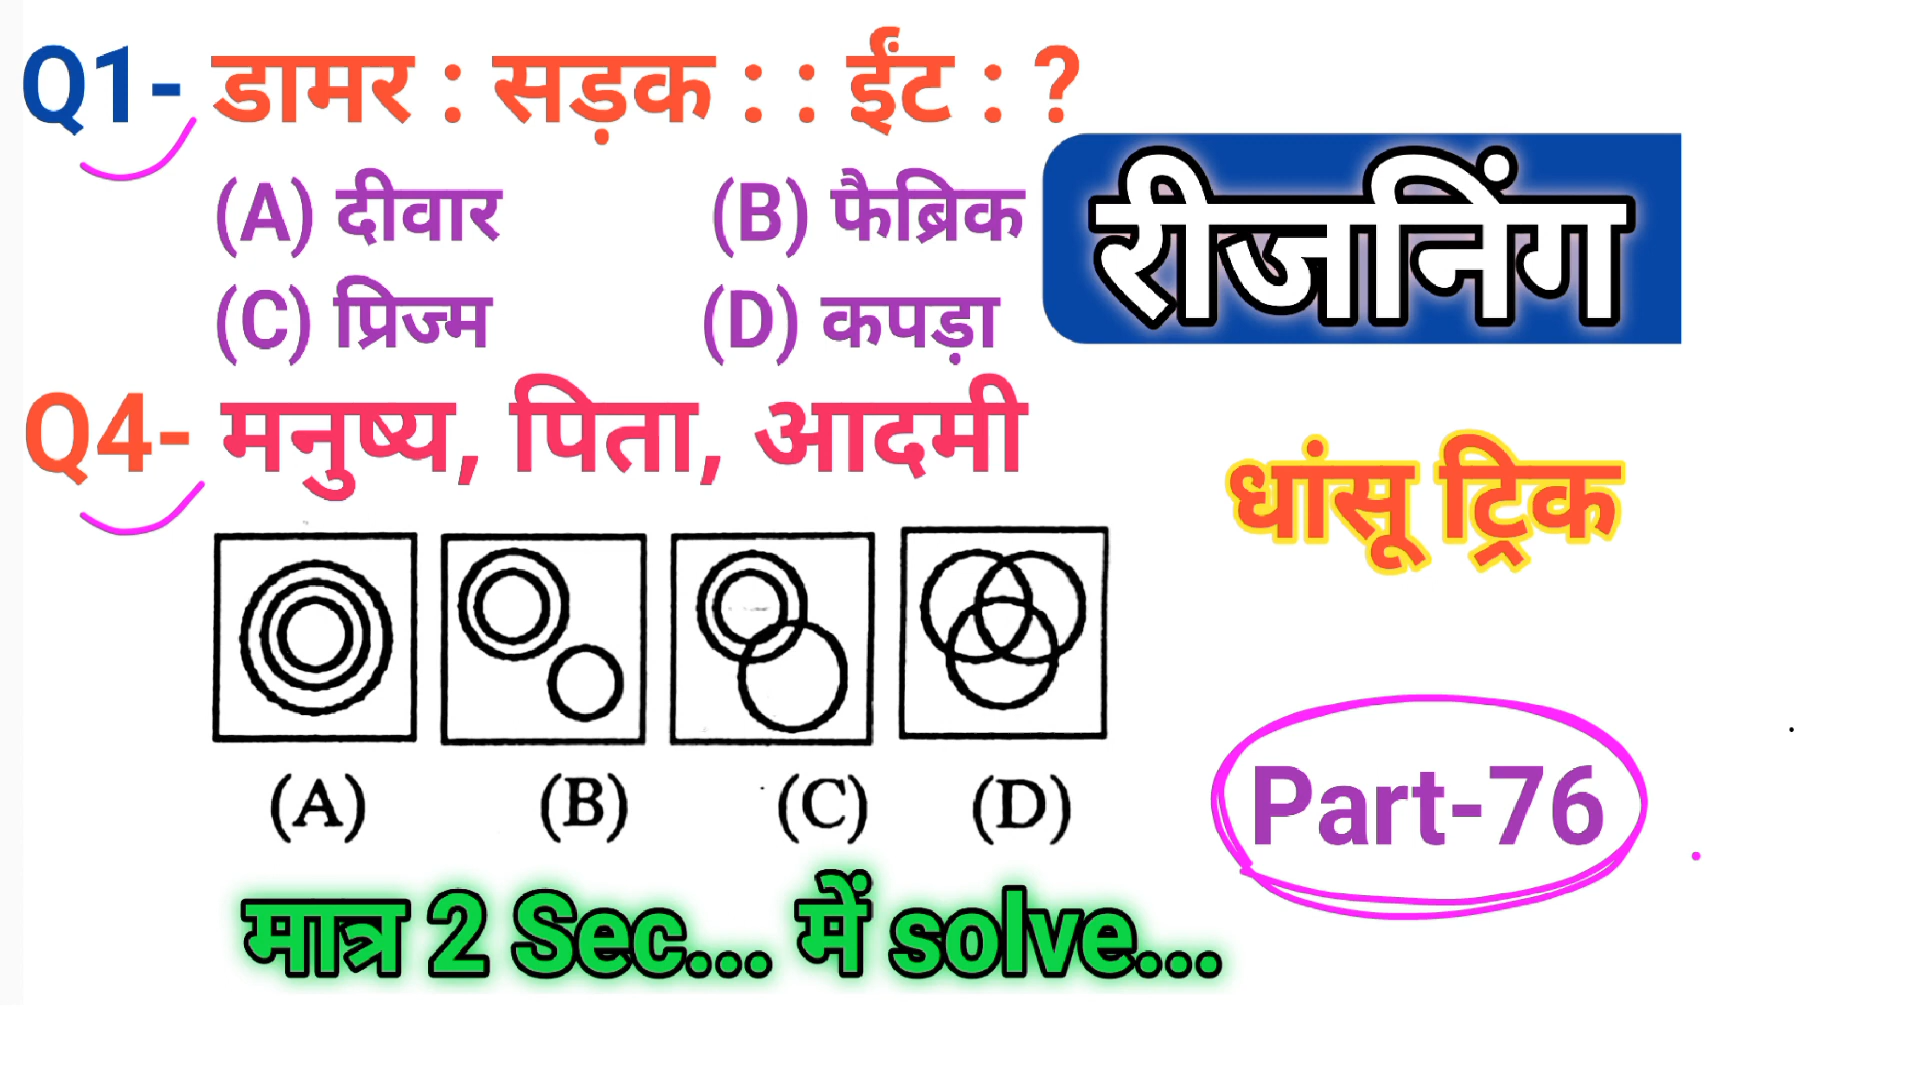 Q1- डामर : सड़क : : ईंट : ?
(A) दीवार (B) फैब्रिक
(C) प्रिज्म (D) कपड़ा
रीजनिंग
Q4- मनुष्य, पिता, आदमी
धांसू ट्रिक
(A) (B) (C) (D)
Part-76
मात्र 2 Sec... में solve...